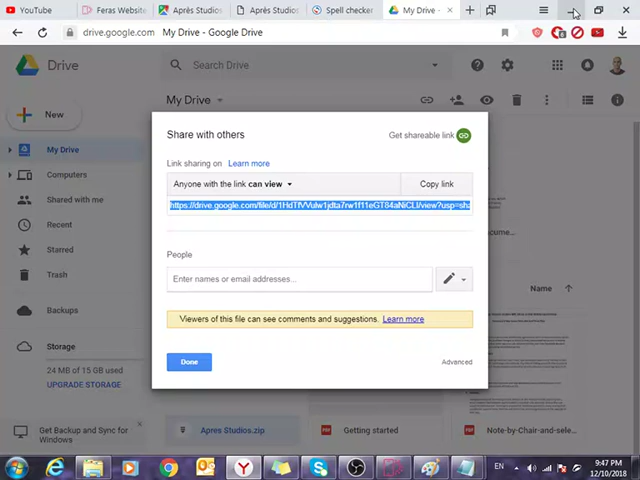 YouTube
Feras Website
Après Studios
Après Studios
Spell checker
My Drive -
drive.google.com My Drive - Google Drive
Drive
Search Drive
New
My Drive
My Drive
Computers
Shared with me
Recent
Starred
Trash
Backups
Storage
24 MB of 15 GB used
UPGRADE STORAGE
Get Backup and Sync for
Windows
Share with others
Get shareable link
Link sharing on Learn more
Anyone with the link can view
Copy link
People
Enter names or email addresses...
Viewers of this file can see comments and suggestions. Learn more
Done
Advanced
Name
Apres Studios.zip
Getting started
Note-by-Chair-and-sele...
EN
9:47 PM
12/10/2018